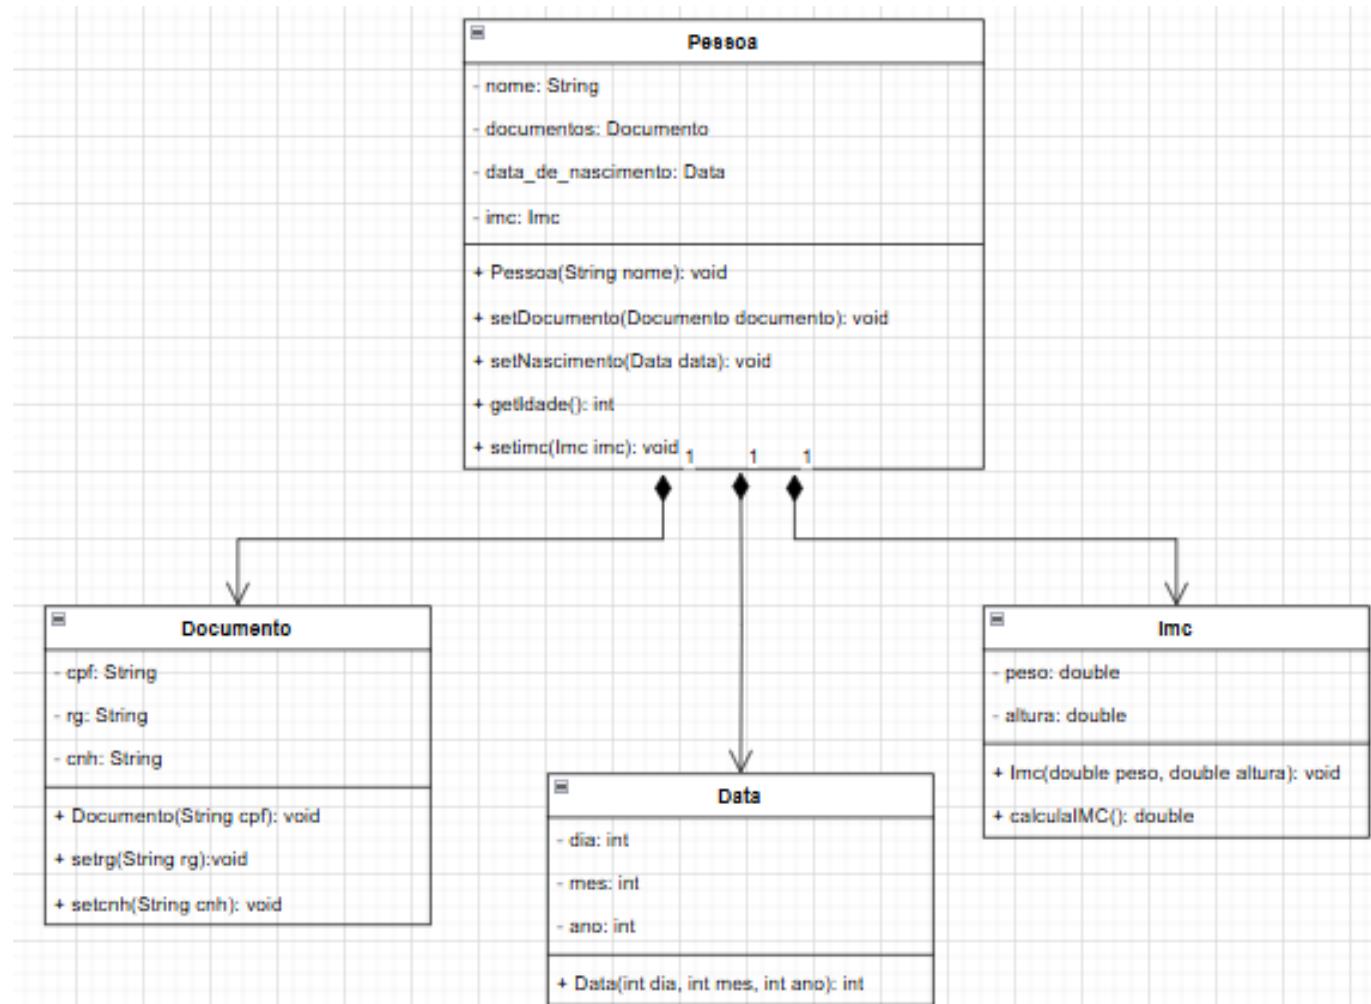 Pessoa
- nome: String
- documentos: Documento
- data_de_nascimento: Data
- imc: Imc
+ Pessoa(String nome): void
+ setDocumento(Documento documento): void
+ setNascimento(Data data): void
+ getIdade(): int
+ setimc(Imc imc): void
1 1 1
Documento
- cpf: String
- rg: String
- cnh: String
+ Documento(String cpf): void
+ setrg(String rg):void
+ setcnh(String cnh): void
Data
- dia: int
- mes: int
- ano: int
+ Data(int dia, int mes, int ano): int
Imc
- peso: double
- altura: double
+ Imc(double peso, double altura): void
+ calculaIMC(): double